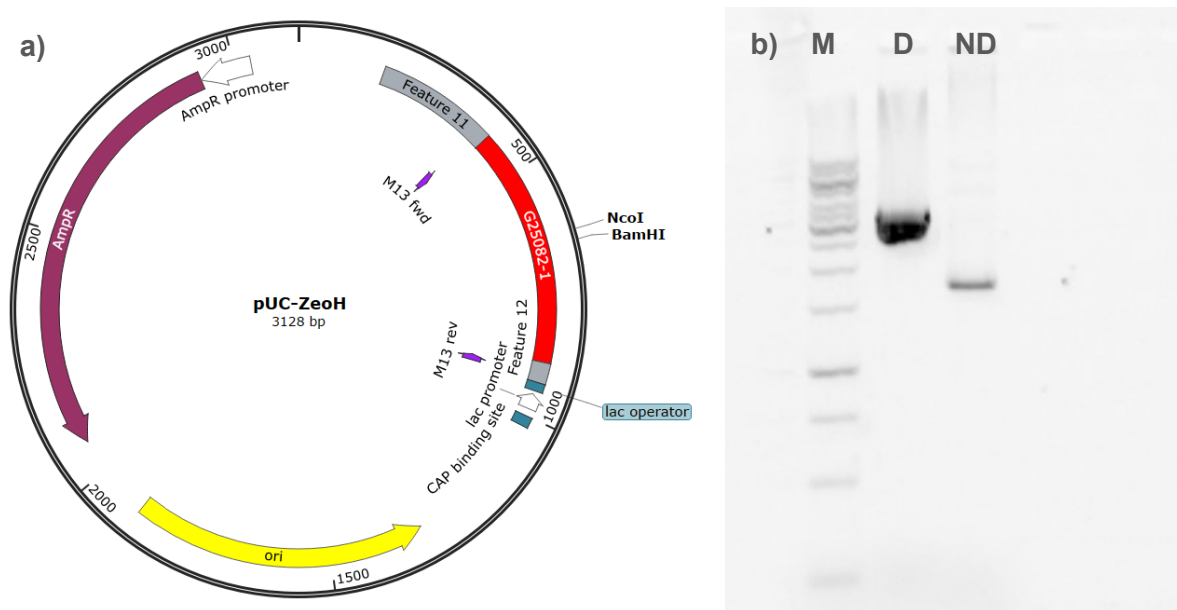 a)
3000
AmpR promoter
Feature 11
500
M13 fwd
NcoI
BamHI
G25082-1
2500
AmpR
pUC-ZeoH
3128 bp
M13 rev
Feature 12
lac promoter
lac operator
1000
CAP binding site
2000
ori
1500
b)
M
D
ND